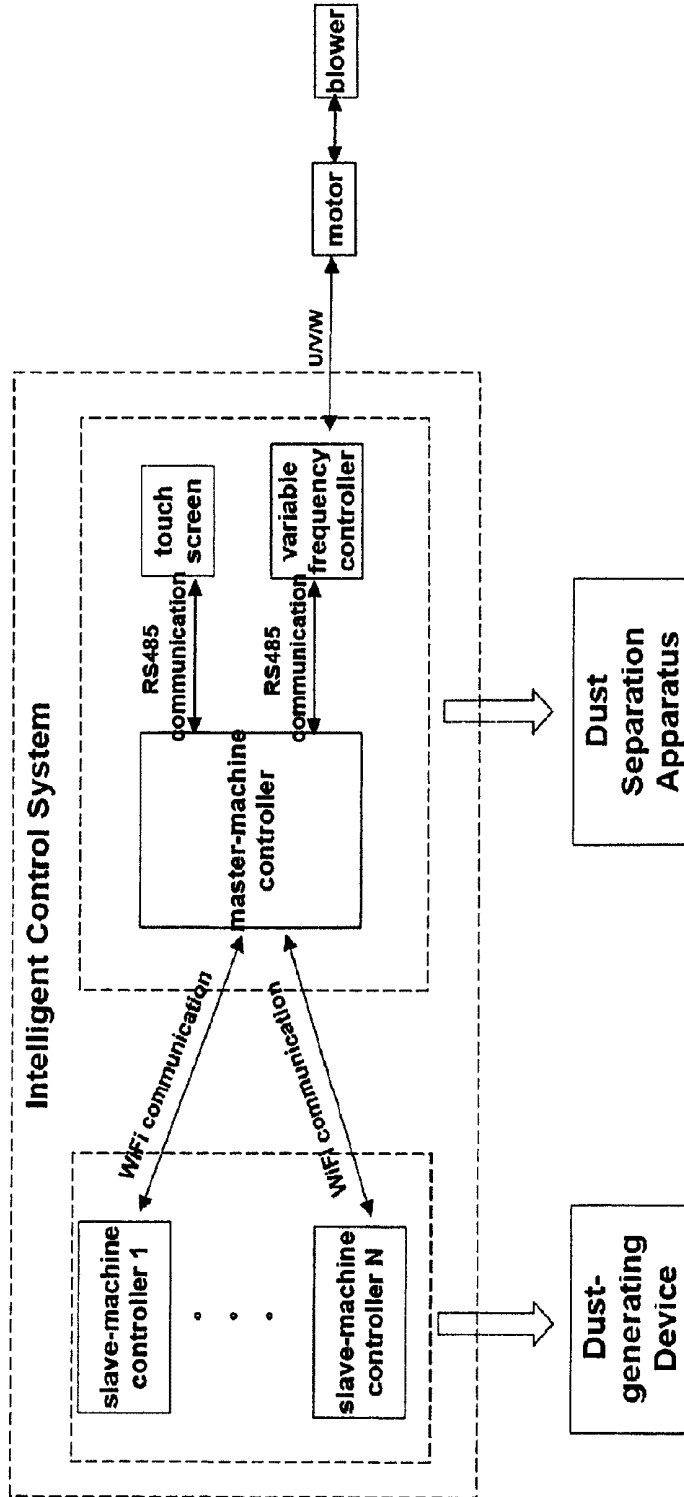 Intelligent Control System
slave-machine
controller 1
slave-machine
controller N
WiFi communication
WiFi communication
master-machine
controller
RS485
communication
RS485
communication
touch
screen
variable
frequency
controller
U/V/W
motor
blower
Dust-
generating
Device
Dust
Separation
Apparatus